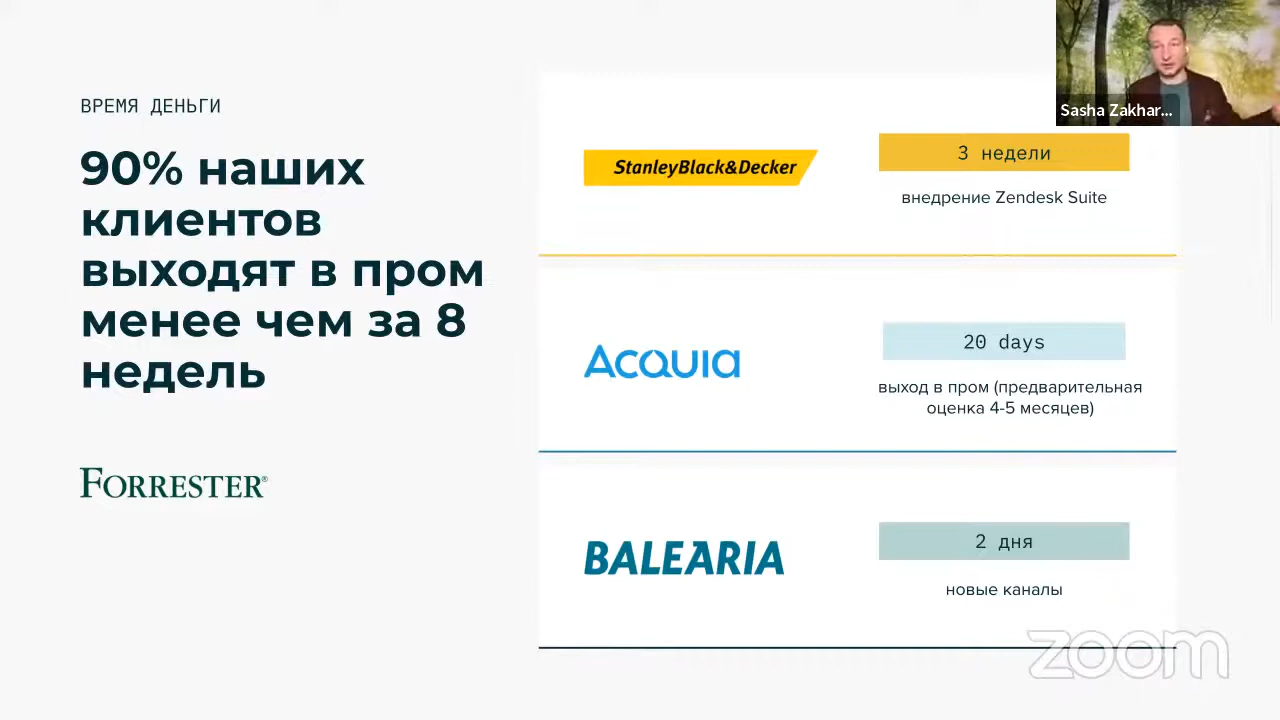 ВРЕМЯ ДЕНЬГИ
90% наших
клиентов
выходят в пром
менее чем за 8
недель
FORRESTER®
StanleyBlack&Decker
3 недели
внедрение Zendesk Suite
ACQUIA
20 days
выход в пром (предварительная
оценка 4-5 месяцев)
BALEARIA
2 дня
новые каналы
Sasha Zakhar...
zoom